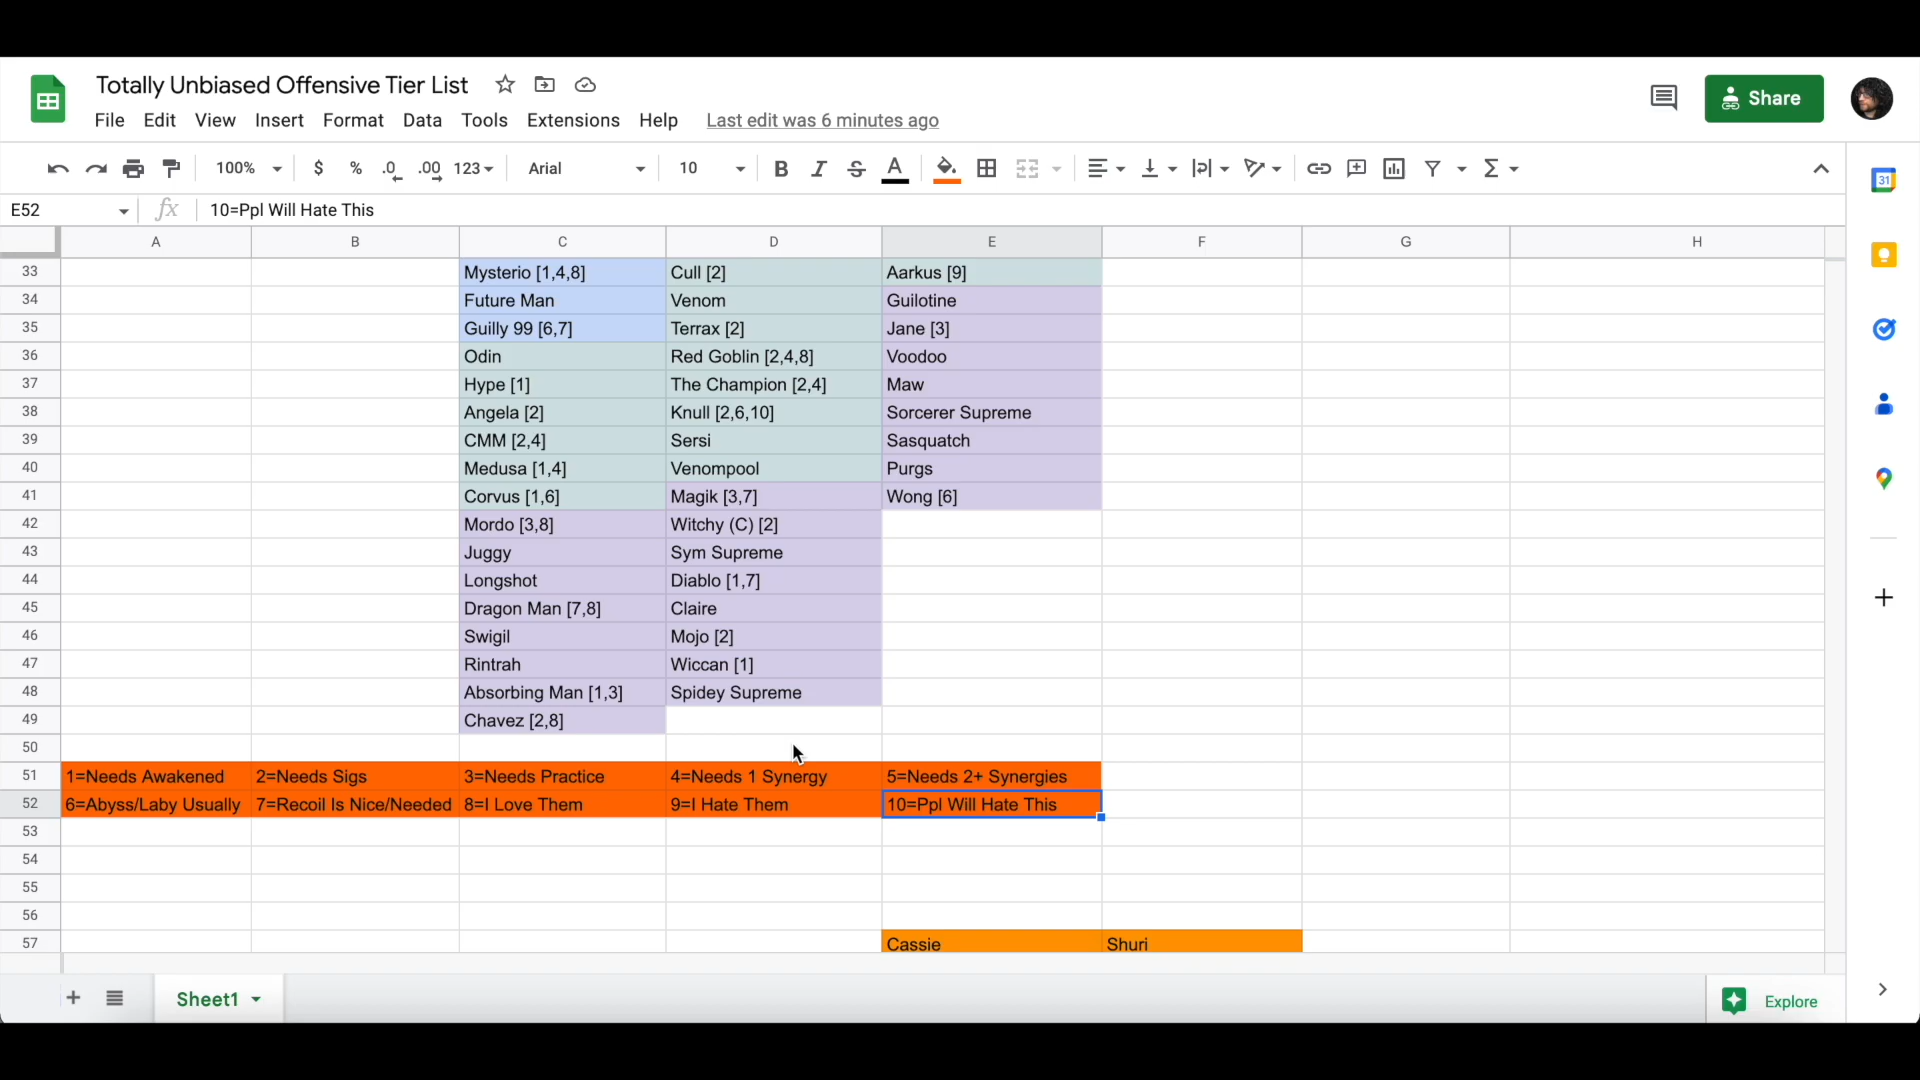 Totally Unbiased Offensive Tier List
File Edit View Insert Format Data Tools Extensions Help Last edit was 6 minutes ago
Share
100% $ % .0 .00 123 Arial 10 B I S A
31
E52 fx 10=Ppl Will Hate This
A B C D E F G H
33 Mysterio [1,4,8] Cull [2] Aarkus [9]
34 Future Man Venom Guilotine
35 Guilly 99 [6,7] Terrax [2] Jane [3]
36 Odin Red Goblin [2,4,8] Voodoo
37 Hype [1] The Champion [2,4] Maw
38 Angela [2] Knull [2,6,10] Sorcerer Supreme
39 CMM [2,4] Sersi Sasquatch
40 Medusa [1,4] Venompool Purgs
41 Corvus [1,6] Magik [3,7] Wong [6]
42 Mordo [3,8] Witchy (C) [2]
43 Juggy Sym Supreme
44 Longshot Diablo [1,7]
45 Dragon Man [7,8] Claire
46 Swigil Mojo [2]
47 Rintrah Wiccan [1]
48 Absorbing Man [1,3] Spidey Supreme
49 Chavez [2,8]
50
51 1=Needs Awakened 2=Needs Sigs 3=Needs Practice 4=Needs 1 Synergy 5=Needs 2+ Synergies
52 6=Abyss/Laby Usually 7=Recoil Is Nice/Needed 8=I Love Them 9=I Hate Them 10=Ppl Will Hate This
53
54
55
56
57 Cassie Shuri
Sheet1 Explore